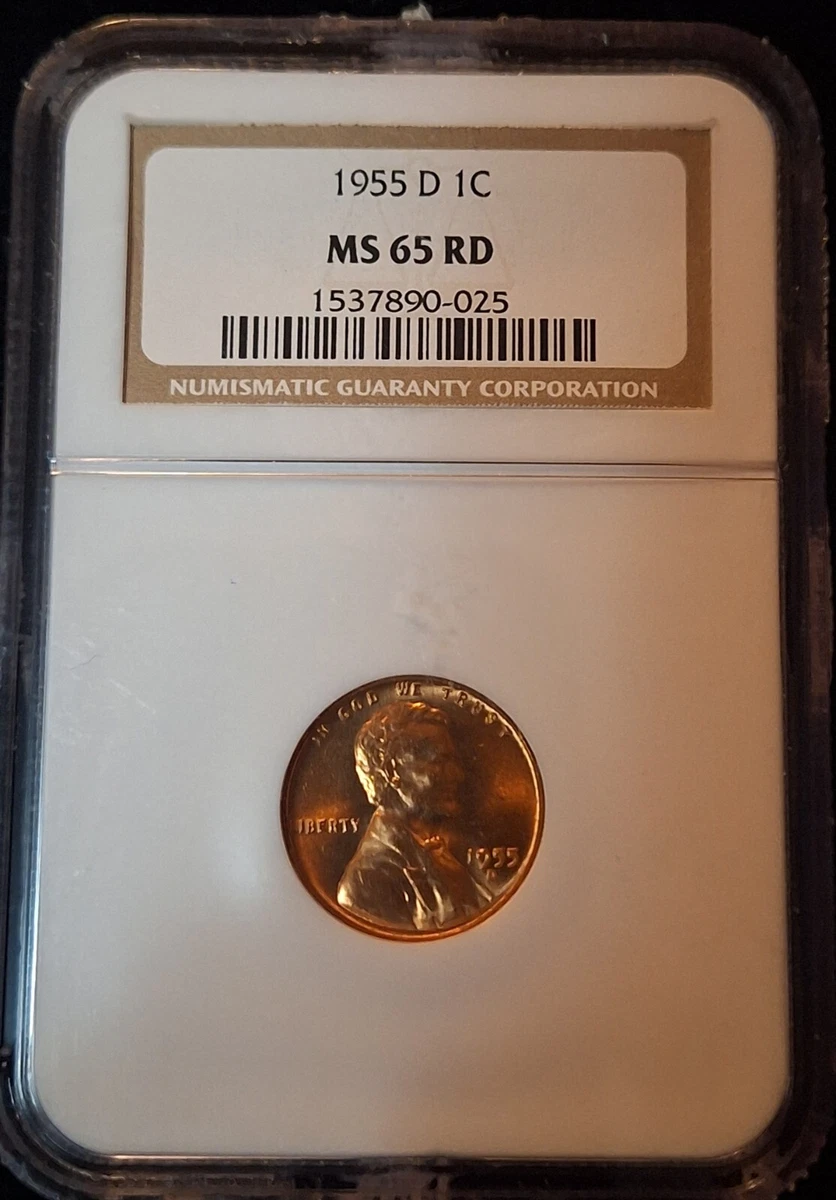 1955 D 1C
MS 65 RD
1537890-025
NUMISMATIC GUARANTY CORPORATION
IN GOD WE TRUST
LIBERTY
1955
D